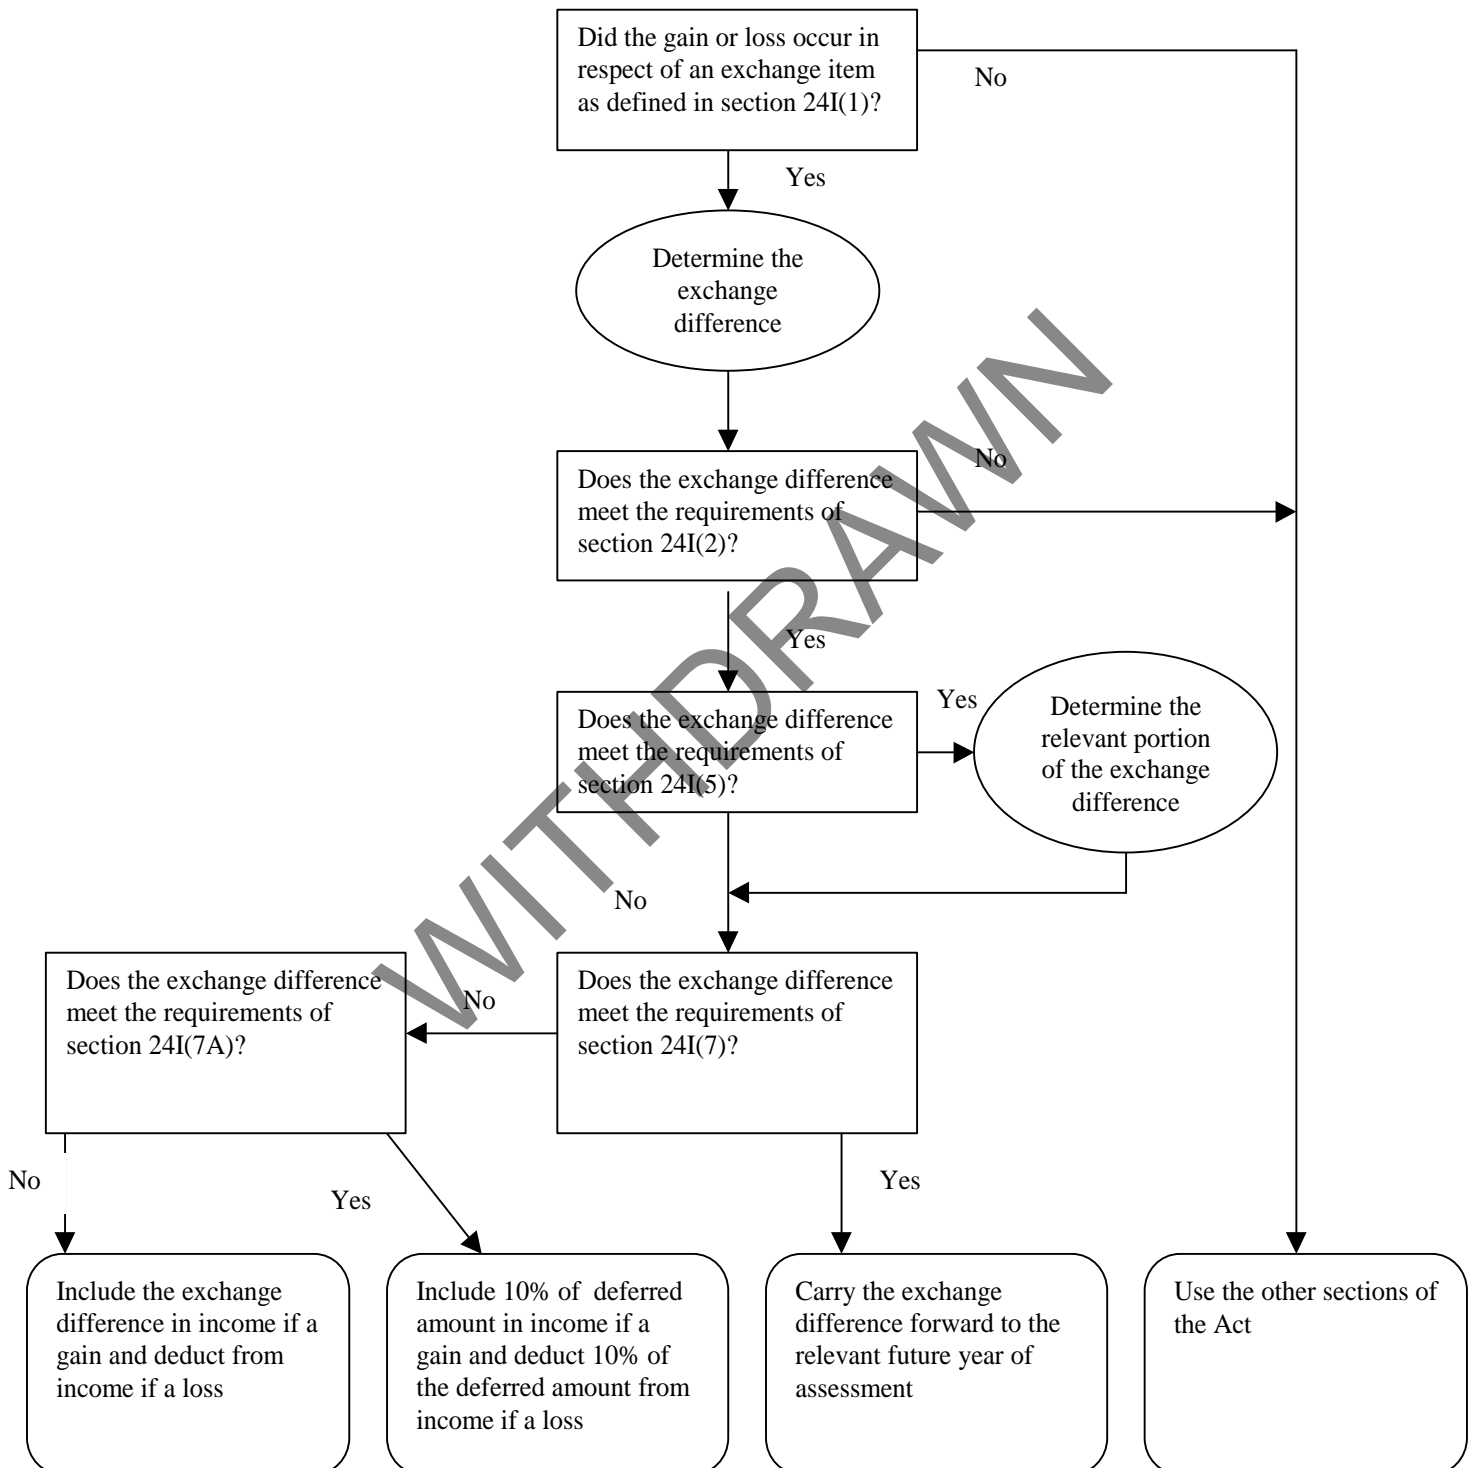 Did the gain or loss occur in
respect of an exchange item
as defined in section 24I(1)?
No
Yes
Determine the
exchange
difference
No
Does the exchange difference
meet the requirements of
section 24I(2)?
Yes
Does the exchange difference
meet the requirements of
section 24I(5)?
Yes
Determine the
relevant portion
of the exchange
difference
No
Does the exchange difference
meet the requirements of
section 24I(7A)?
No
Does the exchange difference
meet the requirements of
section 24I(7)?
No
Yes
Yes
Include the exchange
difference in income if a
gain and deduct from
income if a loss
Include 10% of deferred
amount in income if a
gain and deduct 10% of
the deferred amount from
income if a loss
Carry the exchange
difference forward to the
relevant future year of
assessment
Use the other sections of
the Act
WITHDRAWN